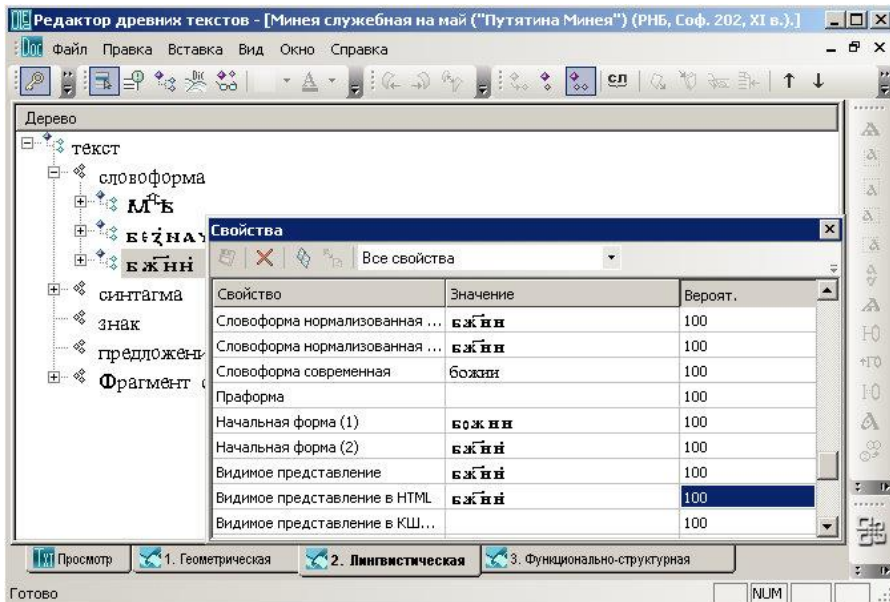 Редактор древних текстов - [Минея служебная на май ("Путятина Минея") (РНБ, Соф. 202, XI в.).]
Файл Правка Вставка Вид Окно Справка
Дерево
текст
словоформа
синтагма
знак
предложени
Фрагмент
Свойства
Все свойства
Свойство Значение Вероят.
Словоформа нормализованная ... 100
Словоформа нормализованная ... 100
Словоформа современная божии 100
Праформа 100
Начальная форма (1) 100
Начальная форма (2) 100
Видимое представление 100
Видимое представление в HTML 100
Видимое представление в КШ... 100
Просмотр 1. Геометрическая 2. Лингвистическая 3. Функционально-структурная
Готово NUM